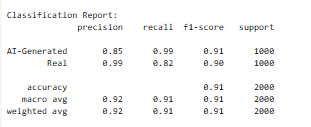 Classification Report:
precision recall f1-score support
AI-Generated 0.85 0.99 0.91 1000
Real 0.99 0.82 0.90 1000
accuracy 0.91 2000
macro avg 0.92 0.91 0.91 2000
weighted avg 0.92 0.91 0.91 2000